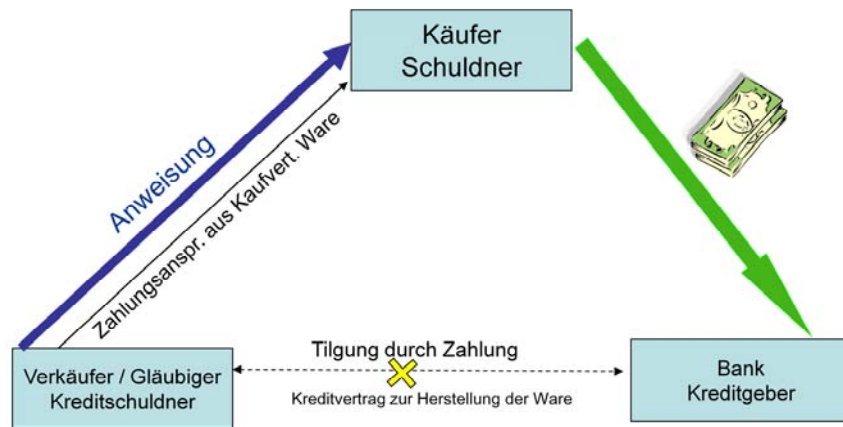 Käufer
Schuldner
Anweisung
Zahlungsanspr. aus Kaufvert. Ware
Verkäufer / Gläubiger
Kreditschuldner
Tilgung durch Zahlung
Kreditvertrag zur Herstellung der Ware
Bank
Kreditgeber